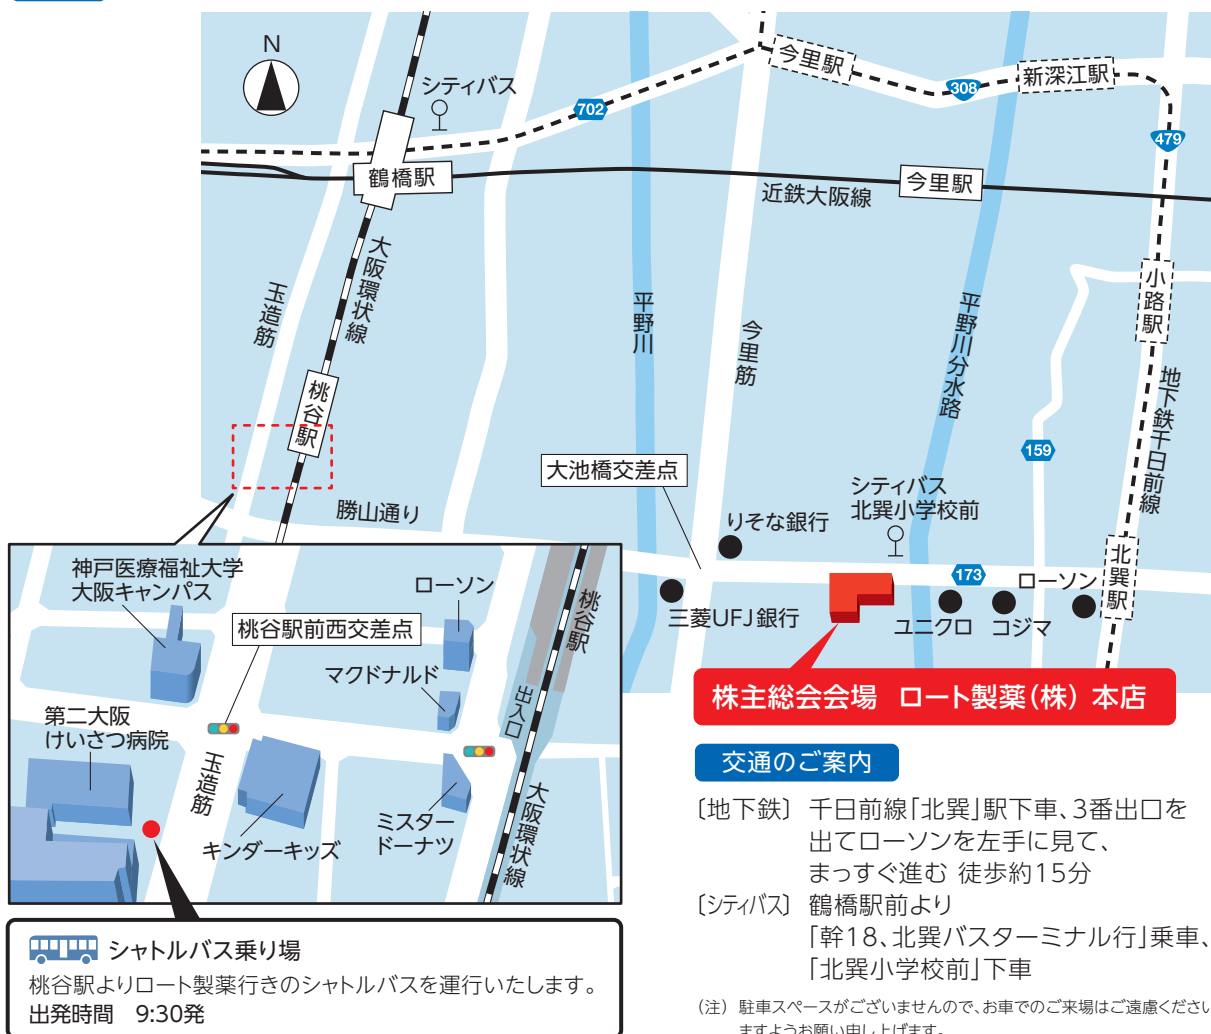 N
シティバス
702
今里駅
308
新深江駅
479
鶴橋駅
今里駅
近鉄大阪線
大阪環状線
玉造筋
平野川
今里筋
平野川分水路
小路駅
地下鉄千日前線
桃谷駅
159
大池橋交差点
シティバス
北巽小学校前
勝山通り
りそな銀行
北巽駅
173
ローソン
三菱UFJ銀行
ユニクロ
コジマ
神戸医療福祉大学
大阪キャンパス
ローソン
桃谷駅
桃谷駅前西交差点
マクドナルド
出入口
第二大阪
けいさつ病院
玉造筋
大阪環状線
ミスター
ドーナツ
キンダーキッズ
株主総会会場 ロート製薬(株) 本店
交通のご案内
〔地下鉄〕 千日前線「北巽」駅下車、3番出口を
出てローソンを左手に見て、
まっすぐ進む 徒歩約15分
〔シティバス〕 鶴橋駅前より
「幹18、北巽バスターミナル行」乗車、
「北巽小学校前」下車
(注) 駐車スペースがございませんので、お車でのご来場はご遠慮ください
ますようお願い申し上げます。
シャトルバス乗り場
桃谷駅よりロート製薬行きのシャトルバスを運行いたします。
出発時間 9:30発